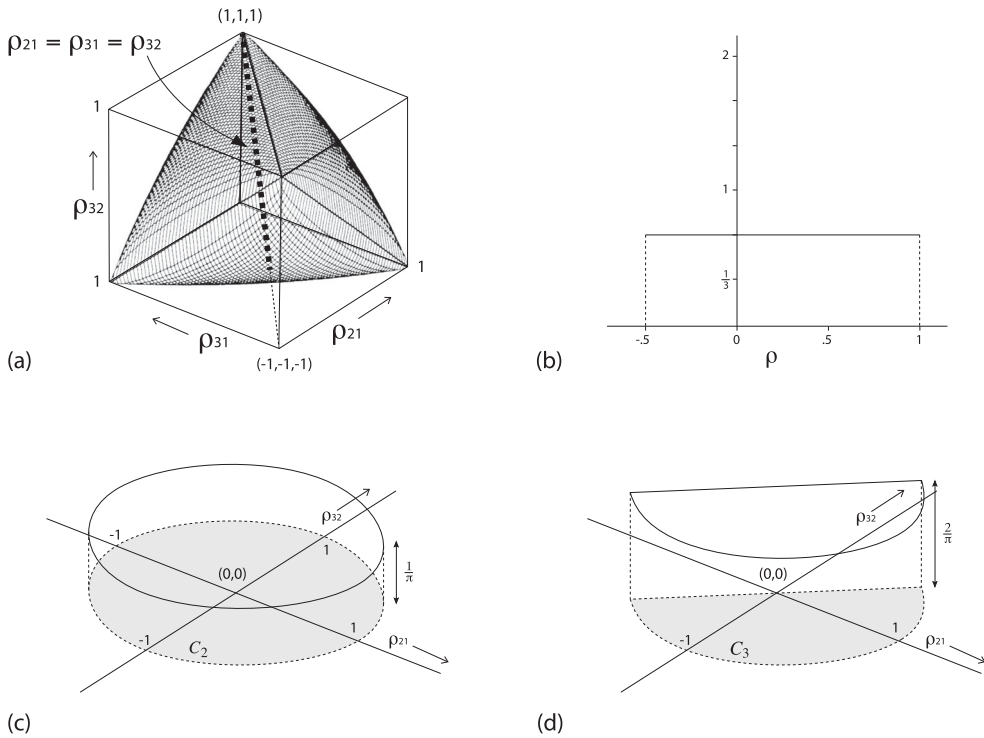 (1,1,1)
ρ21 = ρ31 = ρ32
1
ρ32
1
1
ρ31
ρ21
(-1,-1,-1)
(a)
2
1
1/3
-.5
0
.5
1
ρ
(b)
ρ32
-1
1
(0,0)
1/π
-1
1
C2
ρ21
(c)
ρ32
2/π
(0,0)
1
-1
C3
ρ21
(d)